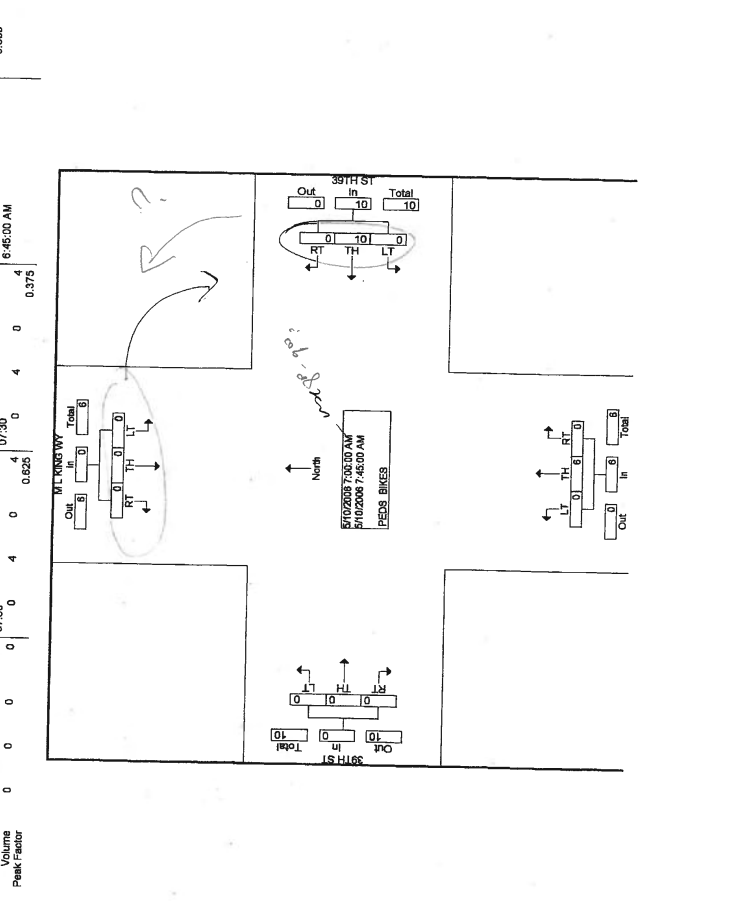 6:45:00 AM
4
0.375
0
4
07:30
0
4
0.625
0
4
0
0
0
0
0
Volume
Peak Factor
39TH ST
Out
In
Total
0
10
10
0
10
0
RT
TH
LT
?
M L KING WY
Out
In
Total
6
0
6
0
0
0
RT
TH
LT
North
5/10/2006 7:00:00 AM
5/10/2006 7:45:00 AM
PEDS BIKES
LT
TH
RT
0
6
0
Out
In
Total
0
6
6
LT
TH
RT
0
0
0
Total
In
Out
10
0
10
39TH ST